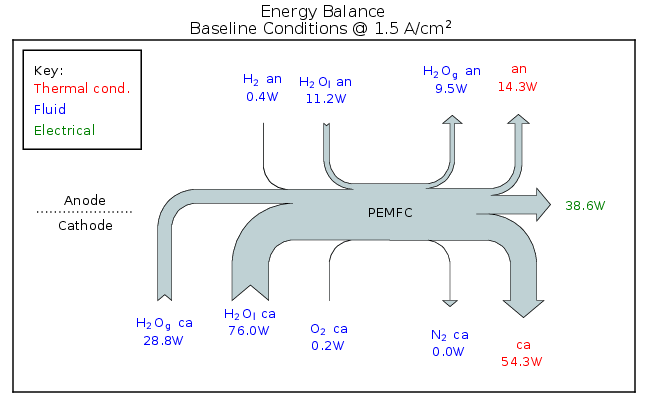 Energy Balance
Baseline Conditions @ 1.5 A/cm²
Key:
Thermal cond.
Fluid
Electrical
H₂ an
0.4W
H₂Oₗ an
11.2W
H₂O_g an
9.5W
an
14.3W
Anode
Cathode
PEMFC
38.6W
H₂O_g ca
28.8W
H₂Oₗ ca
76.0W
O₂ ca
0.2W
N₂ ca
0.0W
ca
54.3W